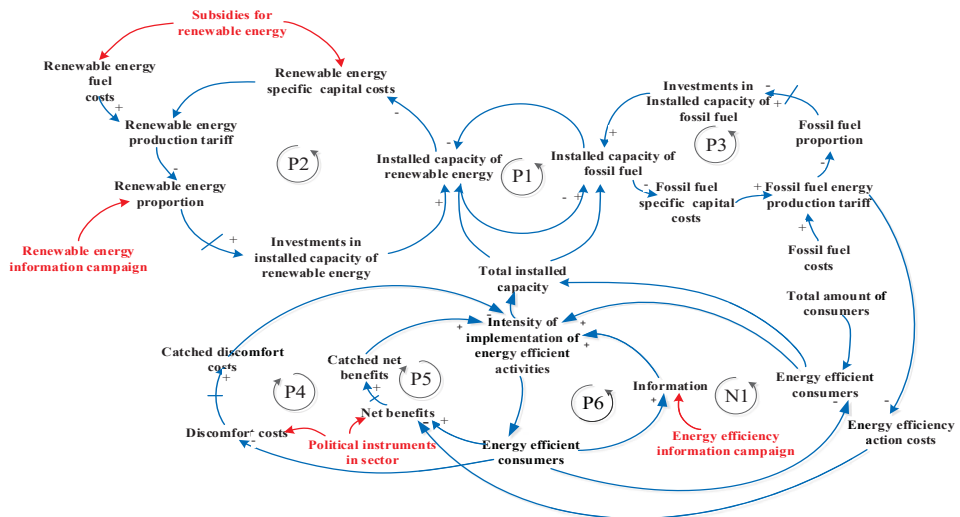 Subsidies for
renewable energy
Renewable energy
fuel
costs
Renewable energy
specific capital costs
Investments in
Installed capacity of
fossil fuel
-
+
+
Renewable energy
production tariff
-
+
-
Fossil fuel
proportion
P2
Installed capacity of
renewable energy
-
P1
Installed capacity of
fossil fuel
P3
-
Renewable energy
proportion
-
+
-
+
-
Fossil fuel
specific capital
costs
+
Fossil fuel energy
production tariff
+
Renewable energy
information campaign
+
Investments in
installed capacity of
renewable energy
Fossil fuel
costs
Total installed
capacity
Total amount of
consumers
-
Intensity of
implementation of
energy efficient
activities
+
+
+
Catched discomfort
costs
+
Catched net
benefits
+
P4
P5
P6
Information
+
N1
Energy efficient
consumers
-
-
Discomfort costs
-
Net benefits
-
+
Political instruments
in sector
Energy efficient
consumers
Energy efficiency
information campaign
Energy efficiency
action costs